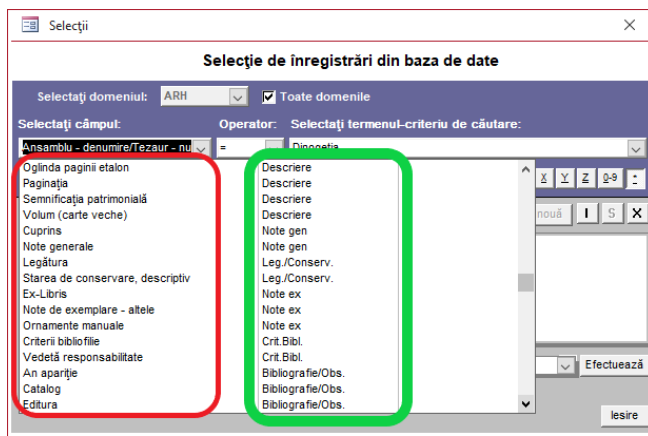 Selecții
Selecție de înregistrări din baza de date
Selectați domeniul: ARH Toate domenile
Selectați câmput: Operator: Selectați termenul-criteriu de căutare:
Ansamblu - denumire/Tezaur - nu = Dinogetia
Oglinda paginii etalon Descriere
Paginația Descriere
Semnificația patrimonială Descriere
Volum (carte veche) Descriere
Cuprins Note gen
Note generale Note gen
Legătura Leg./Conserv.
Starea de conservare, descriptiv Leg./Conserv.
Ex-Libris Note ex
Note de exemplare - altele Note ex
Ornamente manuale Note ex
Criterii bibliofilie Crit.Bibl.
Vedetă responsabilitate Crit.Bibl.
An apariție Bibliografie/Obs.
Catalog Bibliografie/Obs.
Editura Bibliografie/Obs.
X Y Z 0-9 *
nouă I S X
Efectuează
Iesire